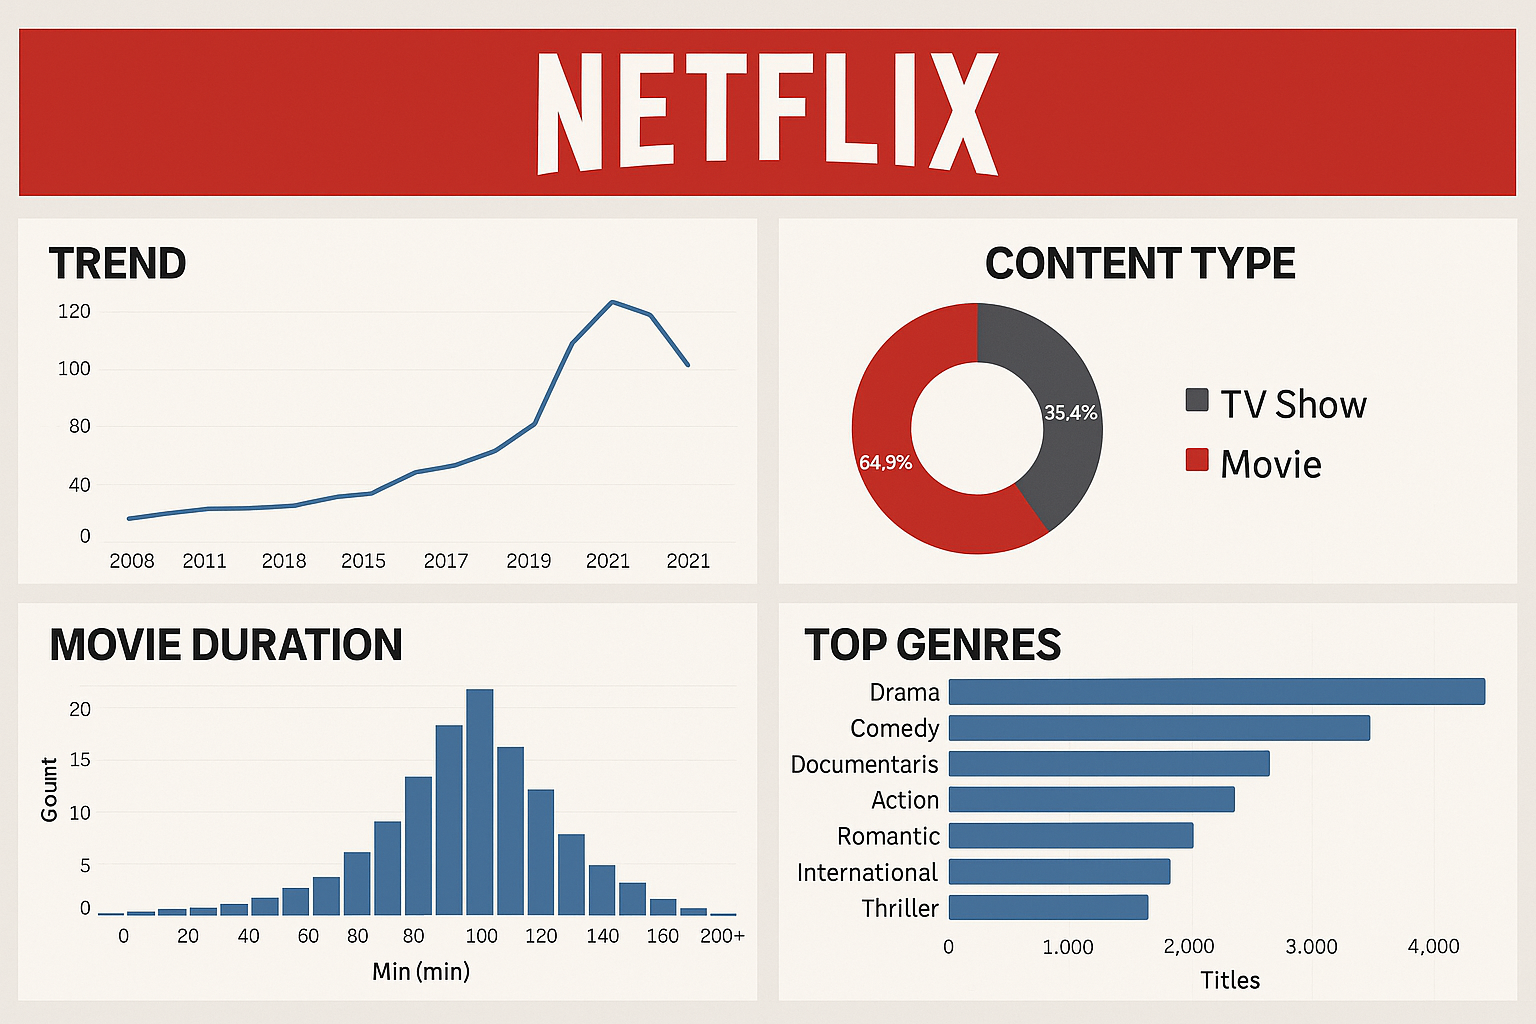 NETFLIX
TREND
120
100
80
40
0
2008 2011 2018 2015 2017 2019 2021 2021
CONTENT TYPE
35,4%
64,9%
TV Show
Movie
MOVIE DURATION
Gount
20
15
10
5
0
0 20 40 60 80 80 100 120 140 160 200+
Min (min)
TOP GENRES
Drama
Comedy
Documentaris
Action
Romantic
International
Thriller
0 1.000 2,000 3.000 4,000
Titles